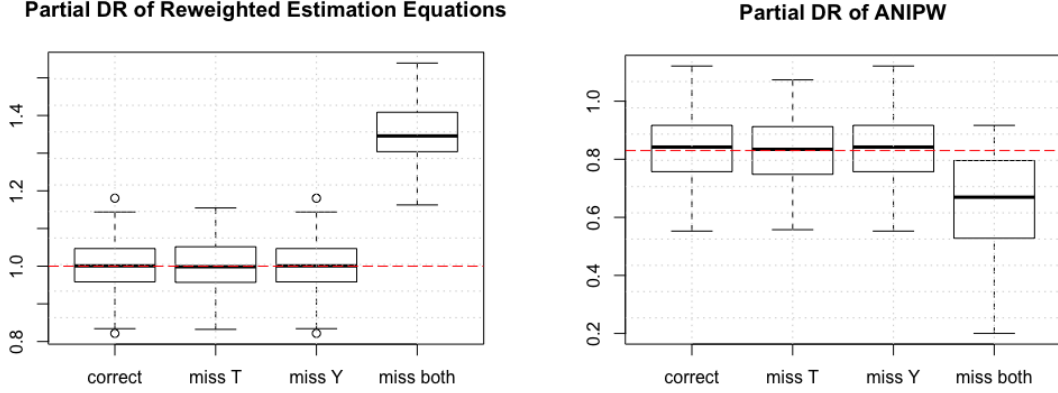 Partial DR of Reweighted Estimation Equations
1.4
1.2
1.0
0.8
correct miss T miss Y miss both
Partial DR of ANIPW
1.0
0.8
0.6
0.4
0.2
correct miss T miss Y miss both